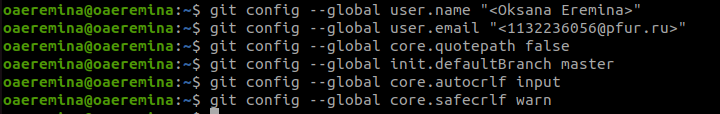 oaeremina@oaeremina:~$ git config --global user.name "<Oksana Eremina>"
oaeremina@oaeremina:~$ git config --global user.email "<1132236056@pfur.ru>"
oaeremina@oaeremina:~$ git config --global core.quotepath false
oaeremina@oaeremina:~$ git config --global init.defaultBranch master
oaeremina@oaeremina:~$ git config --global core.autocrlf input
oaeremina@oaeremina:~$ git config --global core.safecrlf warn
oaeremina@oaeremina:~$